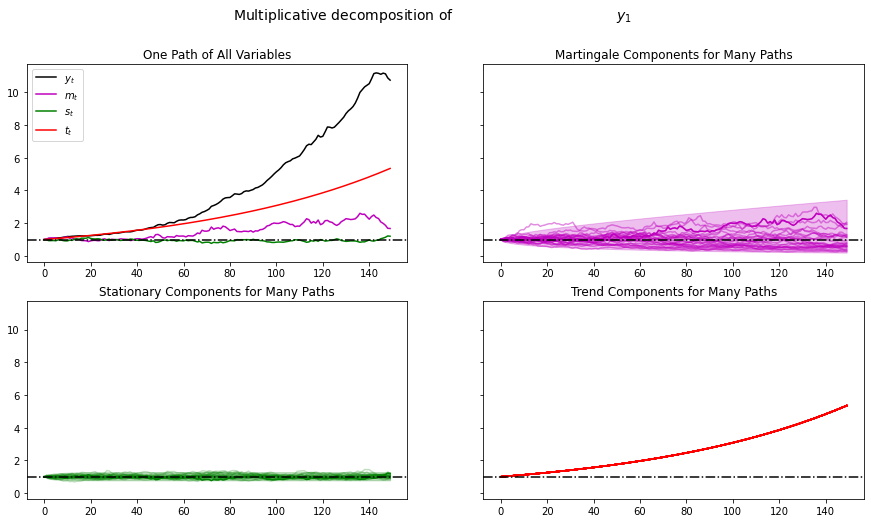 Multiplicative decomposition of y₁
One Path of All Variables
yₜ
mₜ
sₜ
tₜ
10
8
6
4
2
0
0 20 40 60 80 100 120 140
Martingale Components for Many Paths
0 20 40 60 80 100 120 140
Stationary Components for Many Paths
10
8
6
4
2
0
0 20 40 60 80 100 120 140
Trend Components for Many Paths
0 20 40 60 80 100 120 140